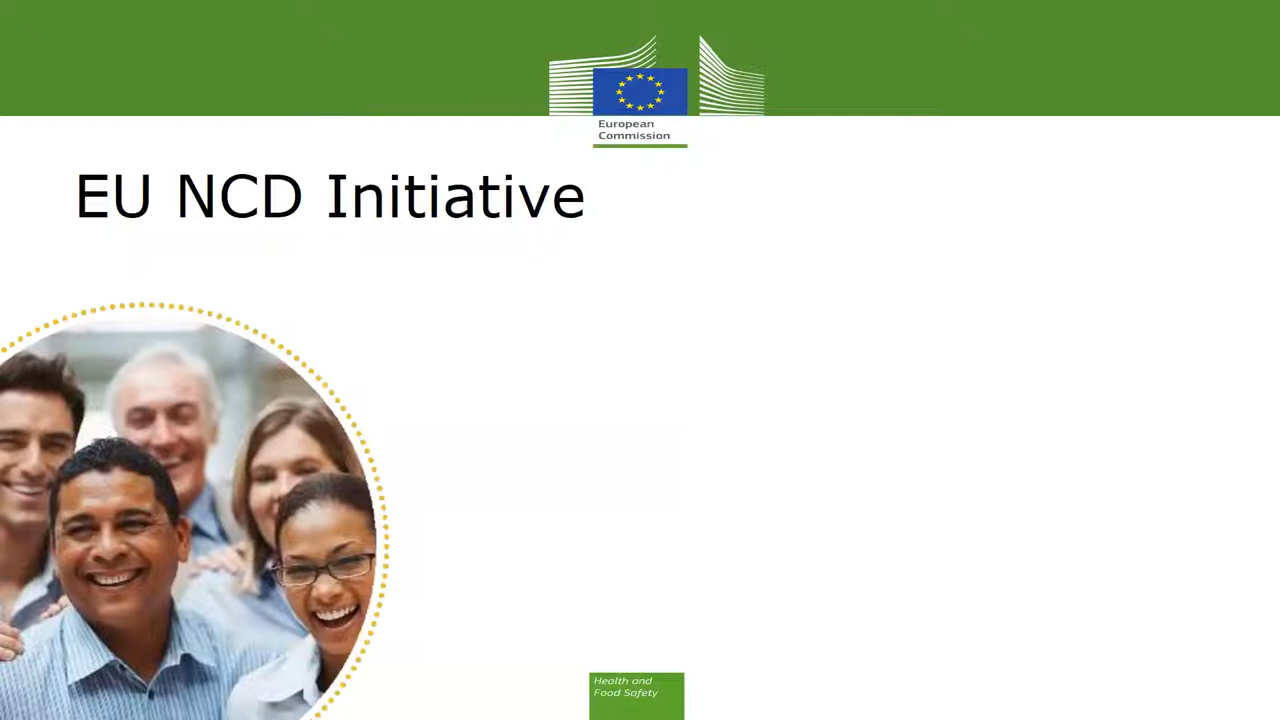 European
Commission
EU NCD Initiative
Health and
Food Safety